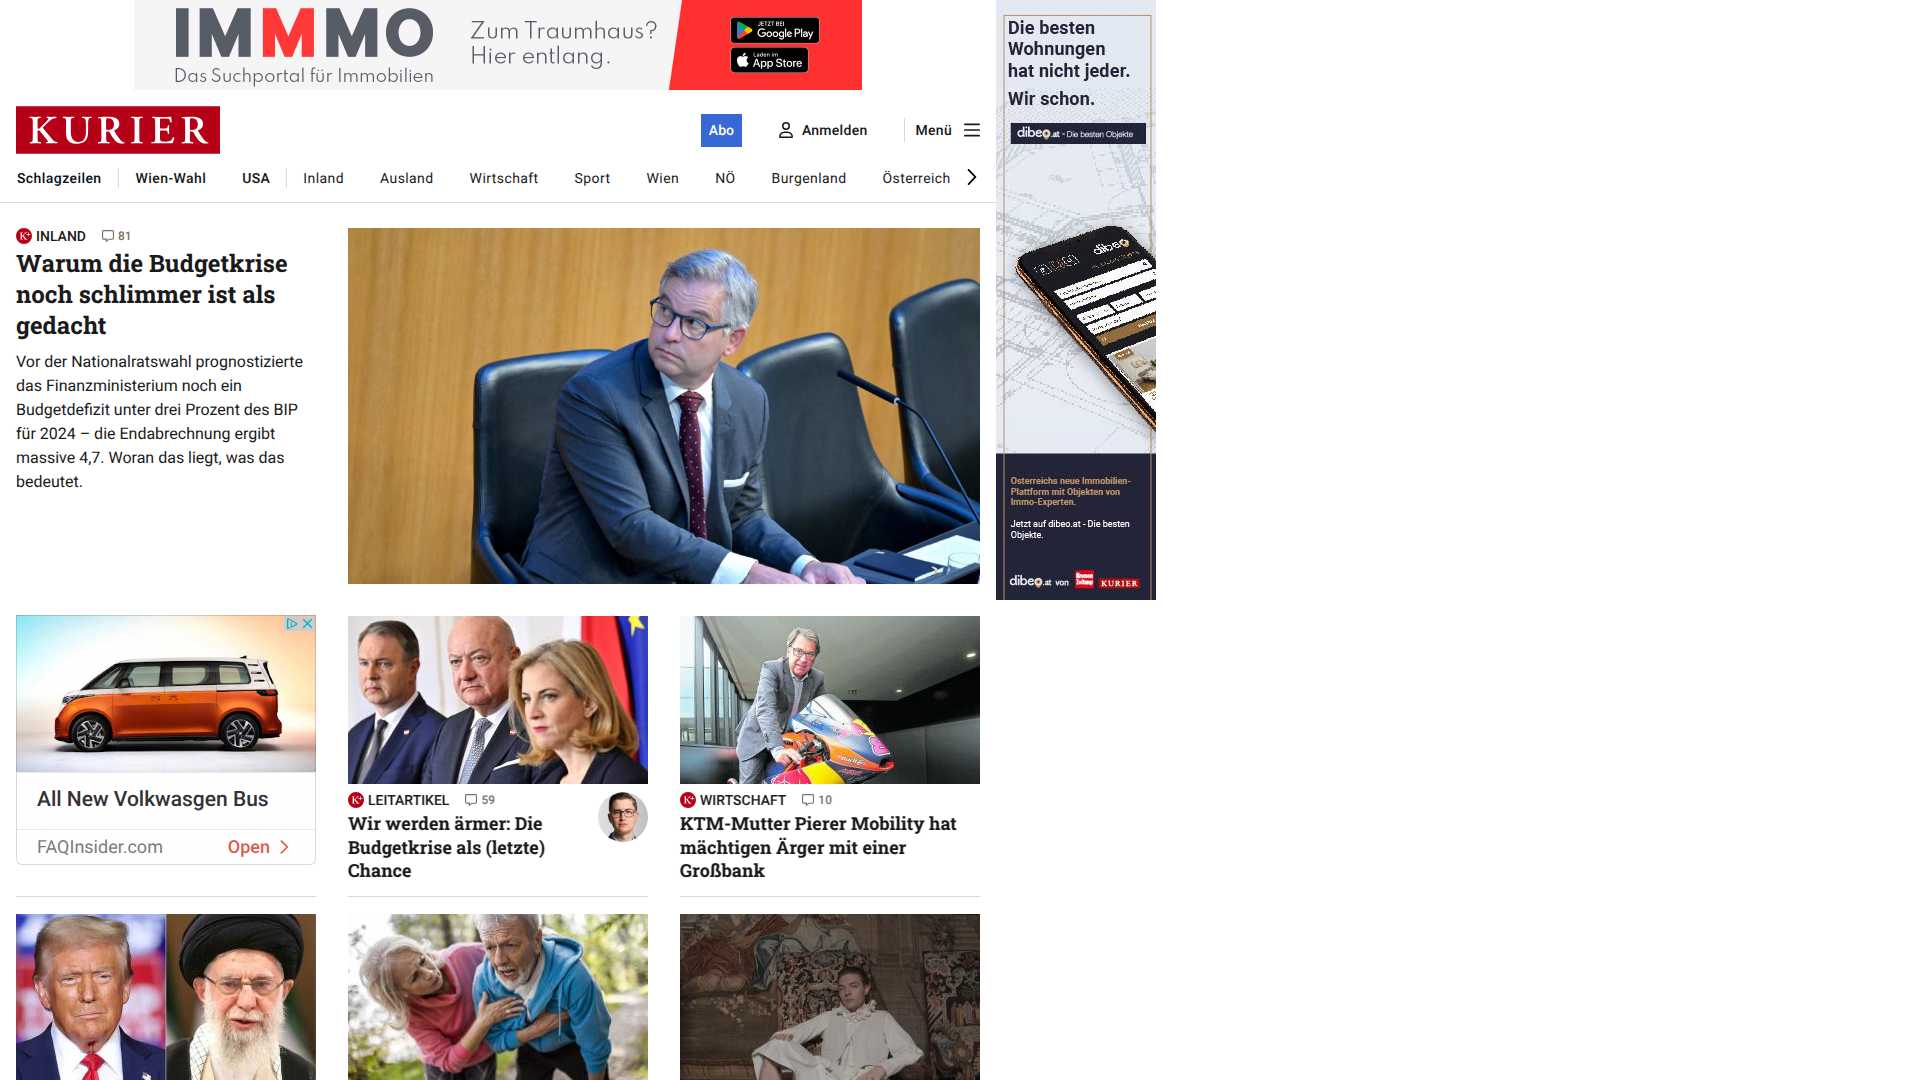 IMMMO
Das Suchportal für Immobilien
Zum Traumhaus?
Hier entlang.
JETZT BEI
Google Play
Laden im
App Store
KURIER
Abo
Anmelden
Menü
Schlagzeilen
Wien-Wahl
USA
Inland
Ausland
Wirtschaft
Sport
Wien
NÖ
Burgenland
Österreich
K+ INLAND 81
Warum die Budgetkrise
noch schlimmer ist als
gedacht
Vor der Nationalratswahl prognostizierte
das Finanzministerium noch ein
Budgetdefizit unter drei Prozent des BIP
für 2024 – die Endabrechnung ergibt
massive 4,7. Woran das liegt, was das
bedeutet.
All New Volkwasgen Bus
FAQInsider.com
Open
K+ LEITARTIKEL 59
Wir werden ärmer: Die
Budgetkrise als (letzte)
Chance
K+ WIRTSCHAFT 10
KTM-Mutter Pierer Mobility hat
mächtigen Ärger mit einer
Großbank
Die besten
Wohnungen
hat nicht jeder.
Wir schon.
dibeo.at - Die besten Objekte
dibeo
Österreichs neue Immobilien-
Plattform mit Objekten von
Immo-Experten.
Jetzt auf dibeo.at - Die besten
Objekte.
dibeo.at von Kronen Zeitung KURIER